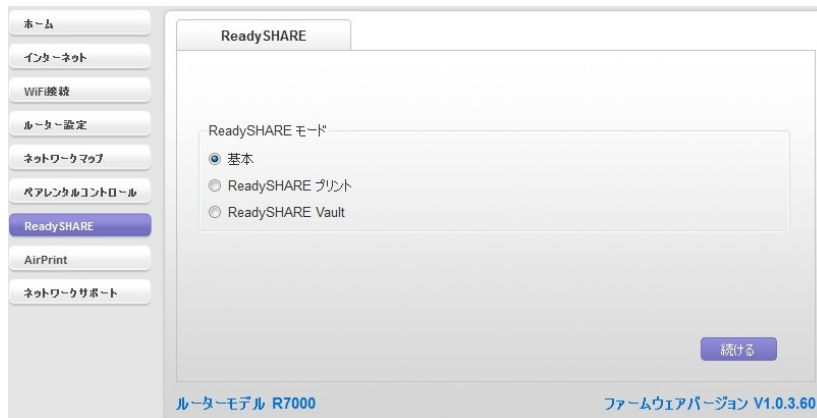 ホーム
インターネット
WiFi接続
ルーター設定
ネットワークマップ
ペアレンタルコントロール
ReadySHARE
AirPrint
ネットワークサポート
ReadySHARE
ReadySHARE モード
基本
ReadySHARE プリント
ReadySHARE Vault
続ける
ルーターモデル R7000
ファームウェアバージョン V1.0.3.60